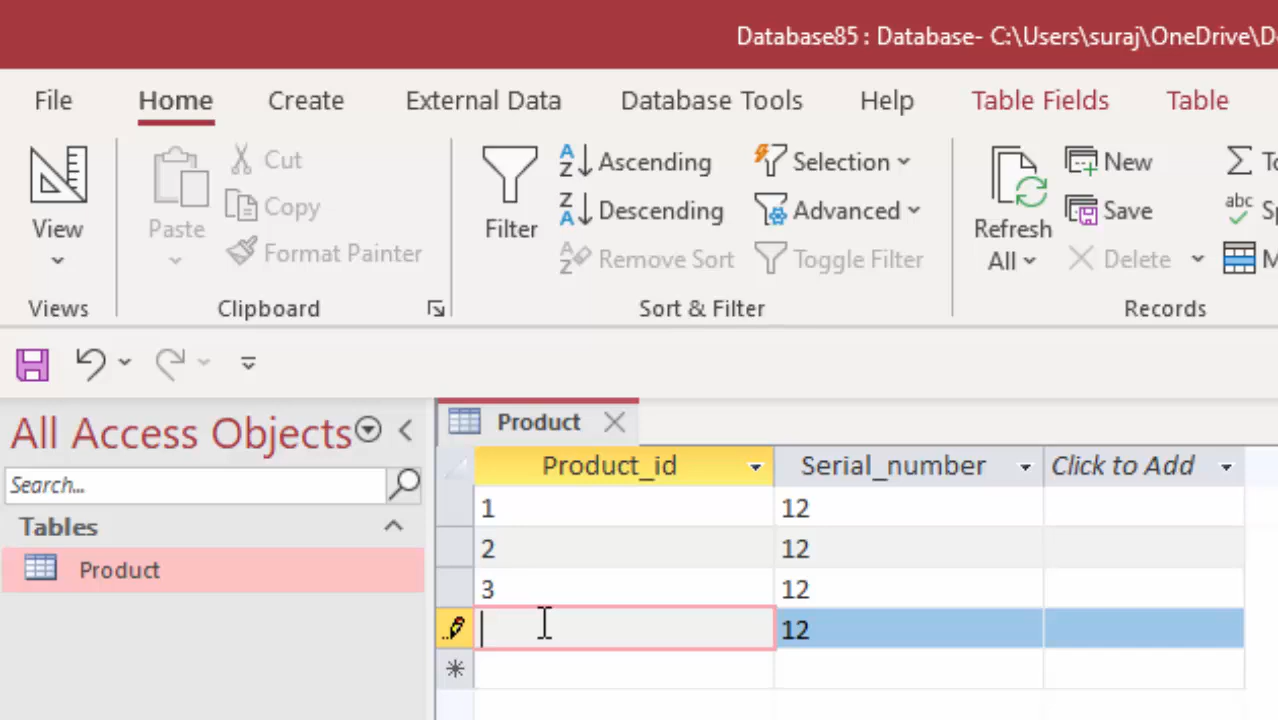 Database85 : Database- C:\Users\suraj\OneDrive\D
File Home Create External Data Database Tools Help Table Fields Table
View
Views
Paste
Cut
Copy
Format Painter
Clipboard
Filter
Ascending
Descending
Remove Sort
Selection
Advanced
Toggle Filter
Sort & Filter
Refresh
All
New
Save
Delete
Records
abc
All Access Objects
Search...
Tables
Product
Product
Product_id Serial_number Click to Add
1 12
2 12
3 12
12